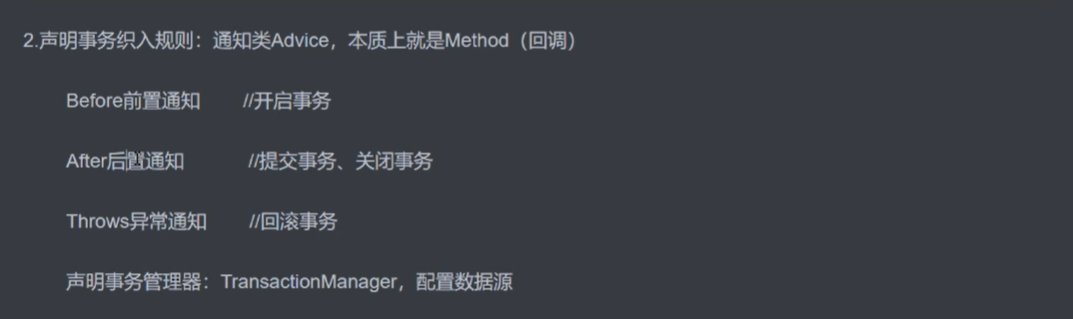 2.声明事务织入规则：通知类Advice，本质上就是Method（回调）
Before前置通知 //开启事务
After后置通知 //提交事务、关闭事务
Throws异常通知 //回滚事务
声明事务管理器：TransactionManager，配置数据源